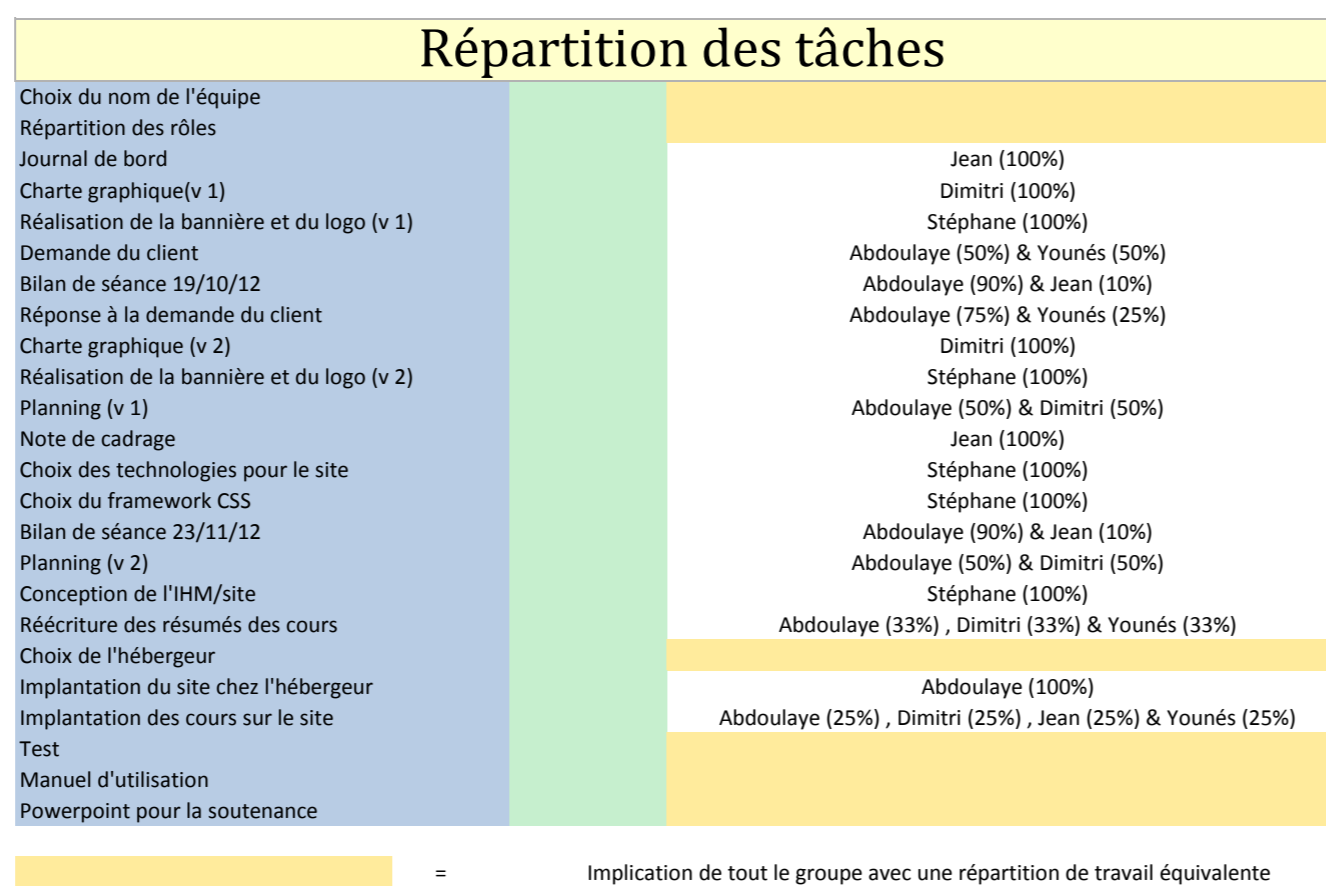 Répartition des tâches
Choix du nom de l'équipe
Répartition des rôles
Journal de bord Jean (100%)
Charte graphique(v 1) Dimitri (100%)
Réalisation de la bannière et du logo (v 1) Stéphane (100%)
Demande du client Abdoulaye (50%) & Younés (50%)
Bilan de séance 19/10/12 Abdoulaye (90%) & Jean (10%)
Réponse à la demande du client Abdoulaye (75%) & Younés (25%)
Charte graphique (v 2) Dimitri (100%)
Réalisation de la bannière et du logo (v 2) Stéphane (100%)
Planning (v 1) Abdoulaye (50%) & Dimitri (50%)
Note de cadrage Jean (100%)
Choix des technologies pour le site Stéphane (100%)
Choix du framework CSS Stéphane (100%)
Bilan de séance 23/11/12 Abdoulaye (90%) & Jean (10%)
Planning (v 2) Abdoulaye (50%) & Dimitri (50%)
Conception de l'IHM/site Stéphane (100%)
Réécriture des résumés des cours Abdoulaye (33%) , Dimitri (33%) & Younés (33%)
Choix de l'hébergeur
Implantation du site chez l'hébergeur Abdoulaye (100%)
Implantation des cours sur le site Abdoulaye (25%) , Dimitri (25%) , Jean (25%) & Younés (25%)
Test
Manuel d'utilisation
Powerpoint pour la soutenance
= Implication de tout le groupe avec une répartition de travail équivalente